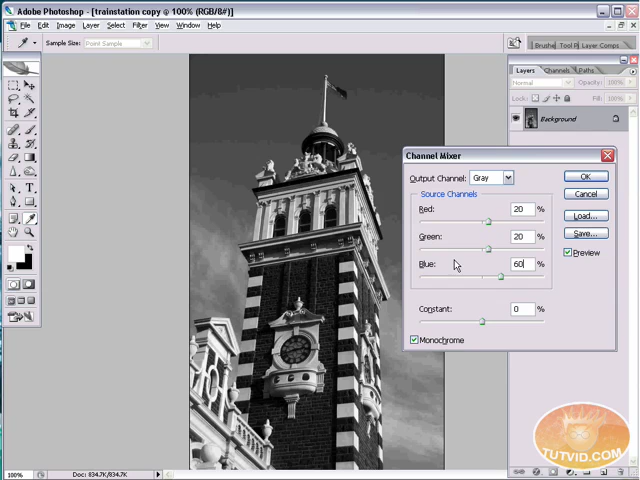 Adobe Photoshop - [trainstation copy @ 100% (RGB/8#)]
File Edit Image Layer Select Filter View Window Help
Sample Size: Point Sample
Brushe Tool P Layer Comps
Layers Channels Paths
Normal Opacity: 100%
Lock: Fill: 100%
Background
Channel Mixer
Output Channel: Gray
OK
Source Channels
Cancel
Red: 20 %
Load...
Green: 20 %
Save...
Preview
Blue: 60 %
Constant: 0 %
Monochrome
T
TUTVID.COM
100% Doc: 834.7K/834.7K